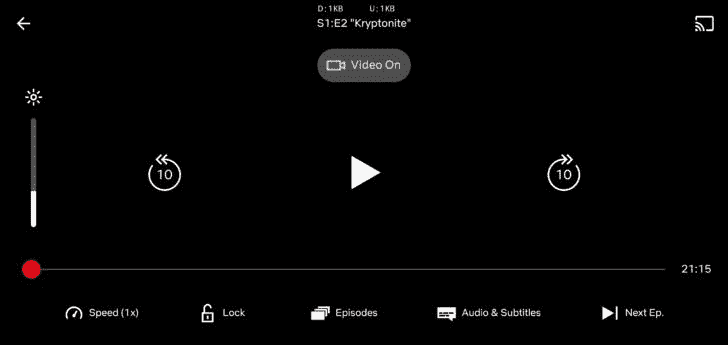 D:1KB U:1KB
S1:E2 "Kryptonite"
Video On
10
10
21:15
Speed (1x)
Lock
Episodes
Audio & Subtitles
Next Ep.